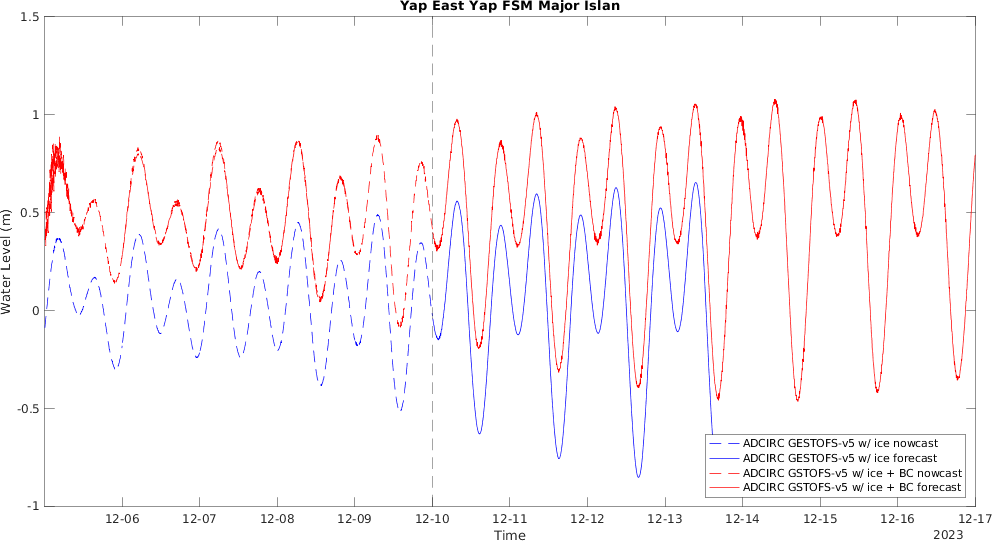 Yap East Yap FSM Major Islan
1.5
1
0.5
0
-0.5
-1
Water Level (m)
ADCIRC GESTOFS-v5 w/ ice nowcast
ADCIRC GESTOFS-v5 w/ ice forecast
ADCIRC GSTOFS-v5 w/ ice + BC nowcast
ADCIRC GSTOFS-v5 w/ ice + BC forecast
12-06 12-07 12-08 12-09 12-10 12-11 12-12 12-13 12-14 12-15 12-16 12-17
Time
2023